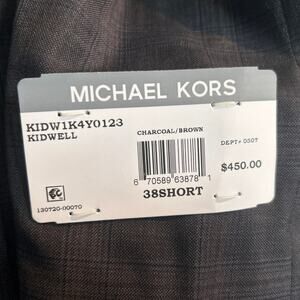 MICHAEL KORS
KIDW1K4Y0123
KIDWELL
CHARCOAL/BROWN
DEPT# 0307
$450.00
6 70589 63878 1
38SHORT
130720-00070